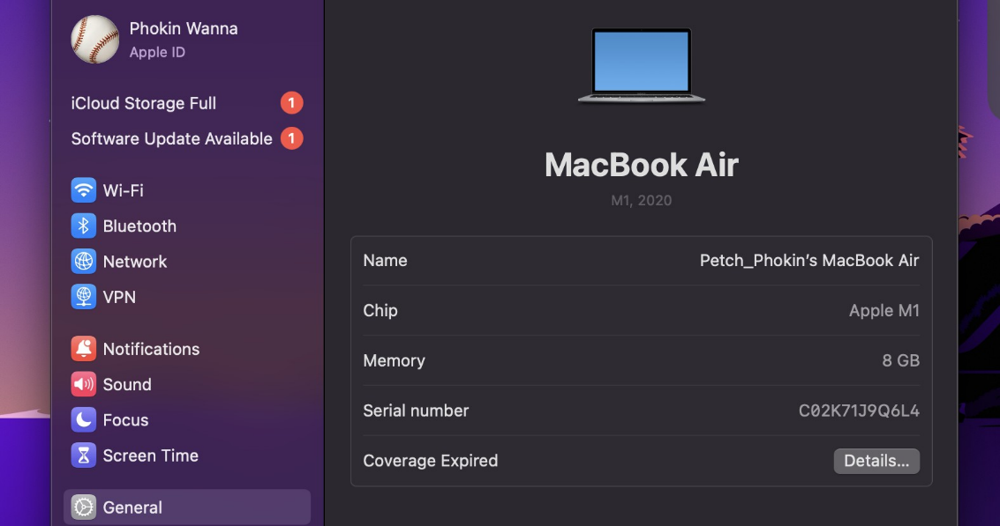 Phokin Wanna
Apple ID
iCloud Storage Full 1
Software Update Available 1
Wi-Fi
Bluetooth
Network
VPN
Notifications
Sound
Focus
Screen Time
General
MacBook Air
M1, 2020
Name Petch_Phokin’s MacBook Air
Chip Apple M1
Memory 8 GB
Serial number C02K71J9Q6L4
Coverage Expired Details...